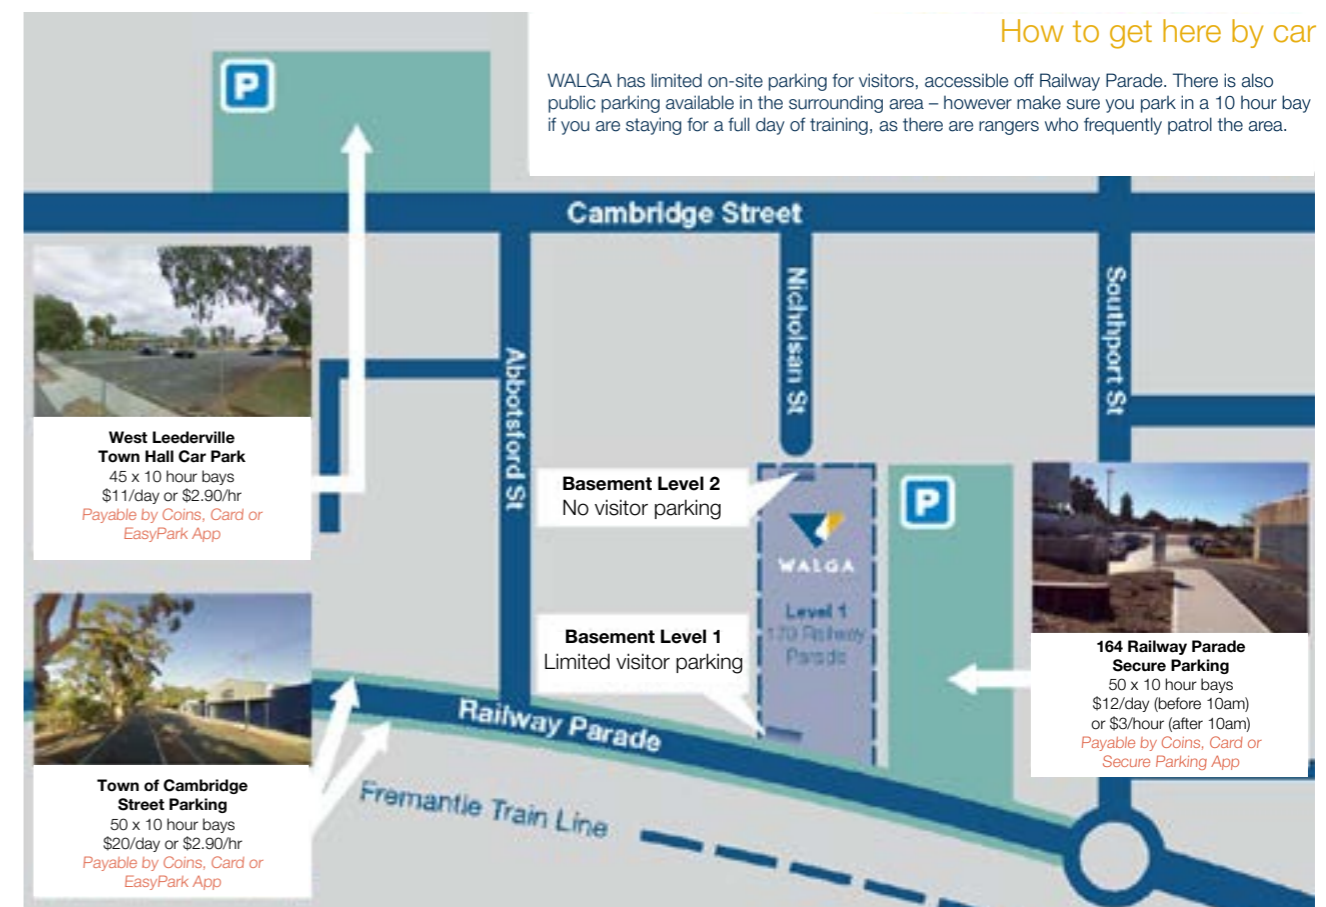 How to get here by car
WALGA has limited on-site parking for visitors, accessible off Railway Parade. There is also
public parking available in the surrounding area – however make sure you park in a 10 hour bay
if you are staying for a full day of training, as there are rangers who frequently patrol the area.
P
Cambridge Street
Nicholsan St
Southport St
Abbotsford St
West Leederville
Town Hall Car Park
45 x 10 hour bays
$11/day or $2.90/hr
Payable by Coins, Card or
EasyPark App
Basement Level 2
No visitor parking
P
WALGA
Level 1
170 Railway
Parade
Basement Level 1
Limited visitor parking
164 Railway Parade
Secure Parking
50 x 10 hour bays
$12/day (before 10am)
or $3/hour (after 10am)
Payable by Coins, Card or
Secure Parking App
Railway Parade
Town of Cambridge
Street Parking
50 x 10 hour bays
$20/day or $2.90/hr
Payable by Coins, Card or
EasyPark App
Fremantle Train Line